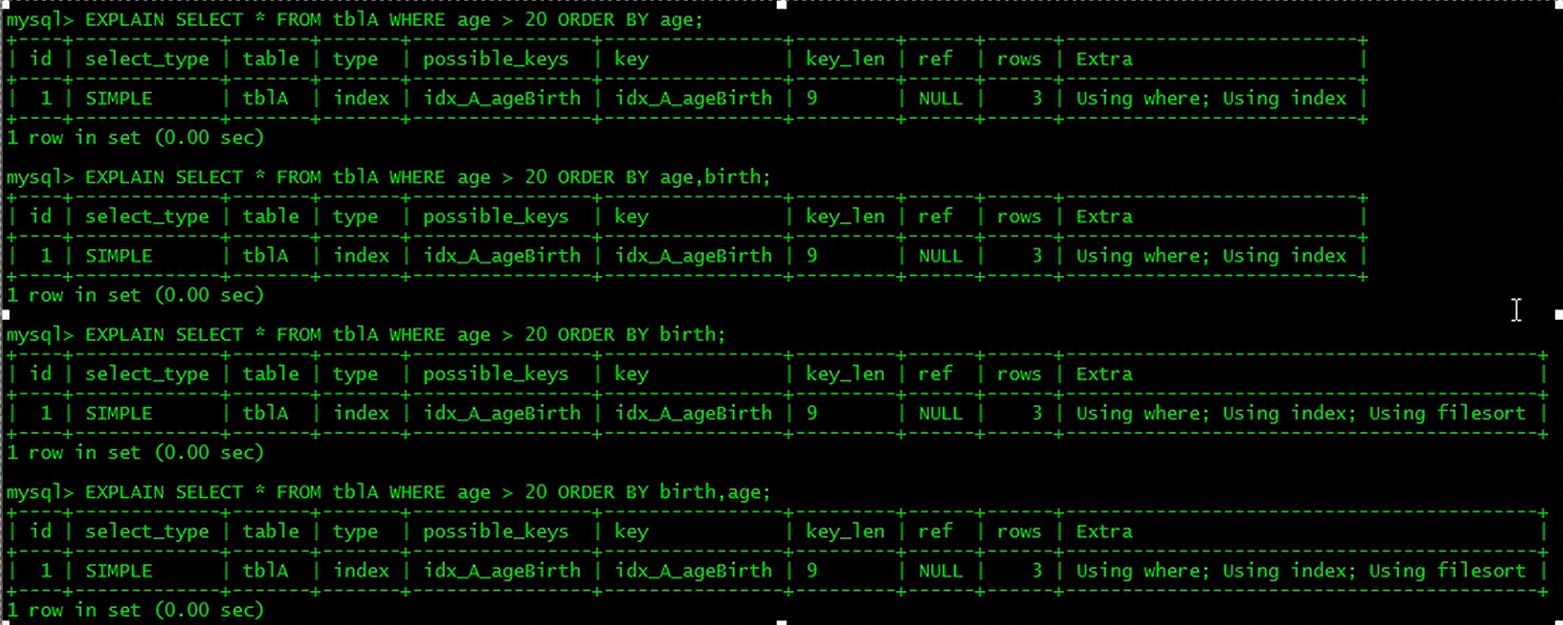 mysql> EXPLAIN SELECT * FROM tblA WHERE age > 20 ORDER BY age;
+----+-------------+-------+-------+----------------+----------------+---------+------+------+--------------------------+
| id | select_type | table | type | possible_keys | key | key_len | ref | rows | Extra |
+----+-------------+-------+-------+----------------+----------------+---------+------+------+--------------------------+
| 1 | SIMPLE | tblA | index | idx_A_ageBirth | idx_A_ageBirth | 9 | NULL | 3 | Using where; Using index |
+----+-------------+-------+-------+----------------+----------------+---------+------+------+--------------------------+
1 row in set (0.00 sec)
mysql> EXPLAIN SELECT * FROM tblA WHERE age > 20 ORDER BY age,birth;
+----+-------------+-------+-------+----------------+----------------+---------+------+------+--------------------------+
| id | select_type | table | type | possible_keys | key | key_len | ref | rows | Extra |
+----+-------------+-------+-------+----------------+----------------+---------+------+------+--------------------------+
| 1 | SIMPLE | tblA | index | idx_A_ageBirth | idx_A_ageBirth | 9 | NULL | 3 | Using where; Using index |
+----+-------------+-------+-------+----------------+----------------+---------+------+------+--------------------------+
1 row in set (0.00 sec)
mysql> EXPLAIN SELECT * FROM tblA WHERE age > 20 ORDER BY birth;
+----+-------------+-------+-------+----------------+----------------+---------+------+------+------------------------------------------+
| id | select_type | table | type | possible_keys | key | key_len | ref | rows | Extra |
+----+-------------+-------+-------+----------------+----------------+---------+------+------+------------------------------------------+
| 1 | SIMPLE | tblA | index | idx_A_ageBirth | idx_A_ageBirth | 9 | NULL | 3 | Using where; Using index; Using filesort |
+----+-------------+-------+-------+----------------+----------------+---------+------+------+------------------------------------------+
1 row in set (0.00 sec)
mysql> EXPLAIN SELECT * FROM tblA WHERE age > 20 ORDER BY birth,age;
+----+-------------+-------+-------+----------------+----------------+---------+------+------+------------------------------------------+
| id | select_type | table | type | possible_keys | key | key_len | ref | rows | Extra |
+----+-------------+-------+-------+----------------+----------------+---------+------+------+------------------------------------------+
| 1 | SIMPLE | tblA | index | idx_A_ageBirth | idx_A_ageBirth | 9 | NULL | 3 | Using where; Using index; Using filesort |
+----+-------------+-------+-------+----------------+----------------+---------+------+------+------------------------------------------+
1 row in set (0.00 sec)